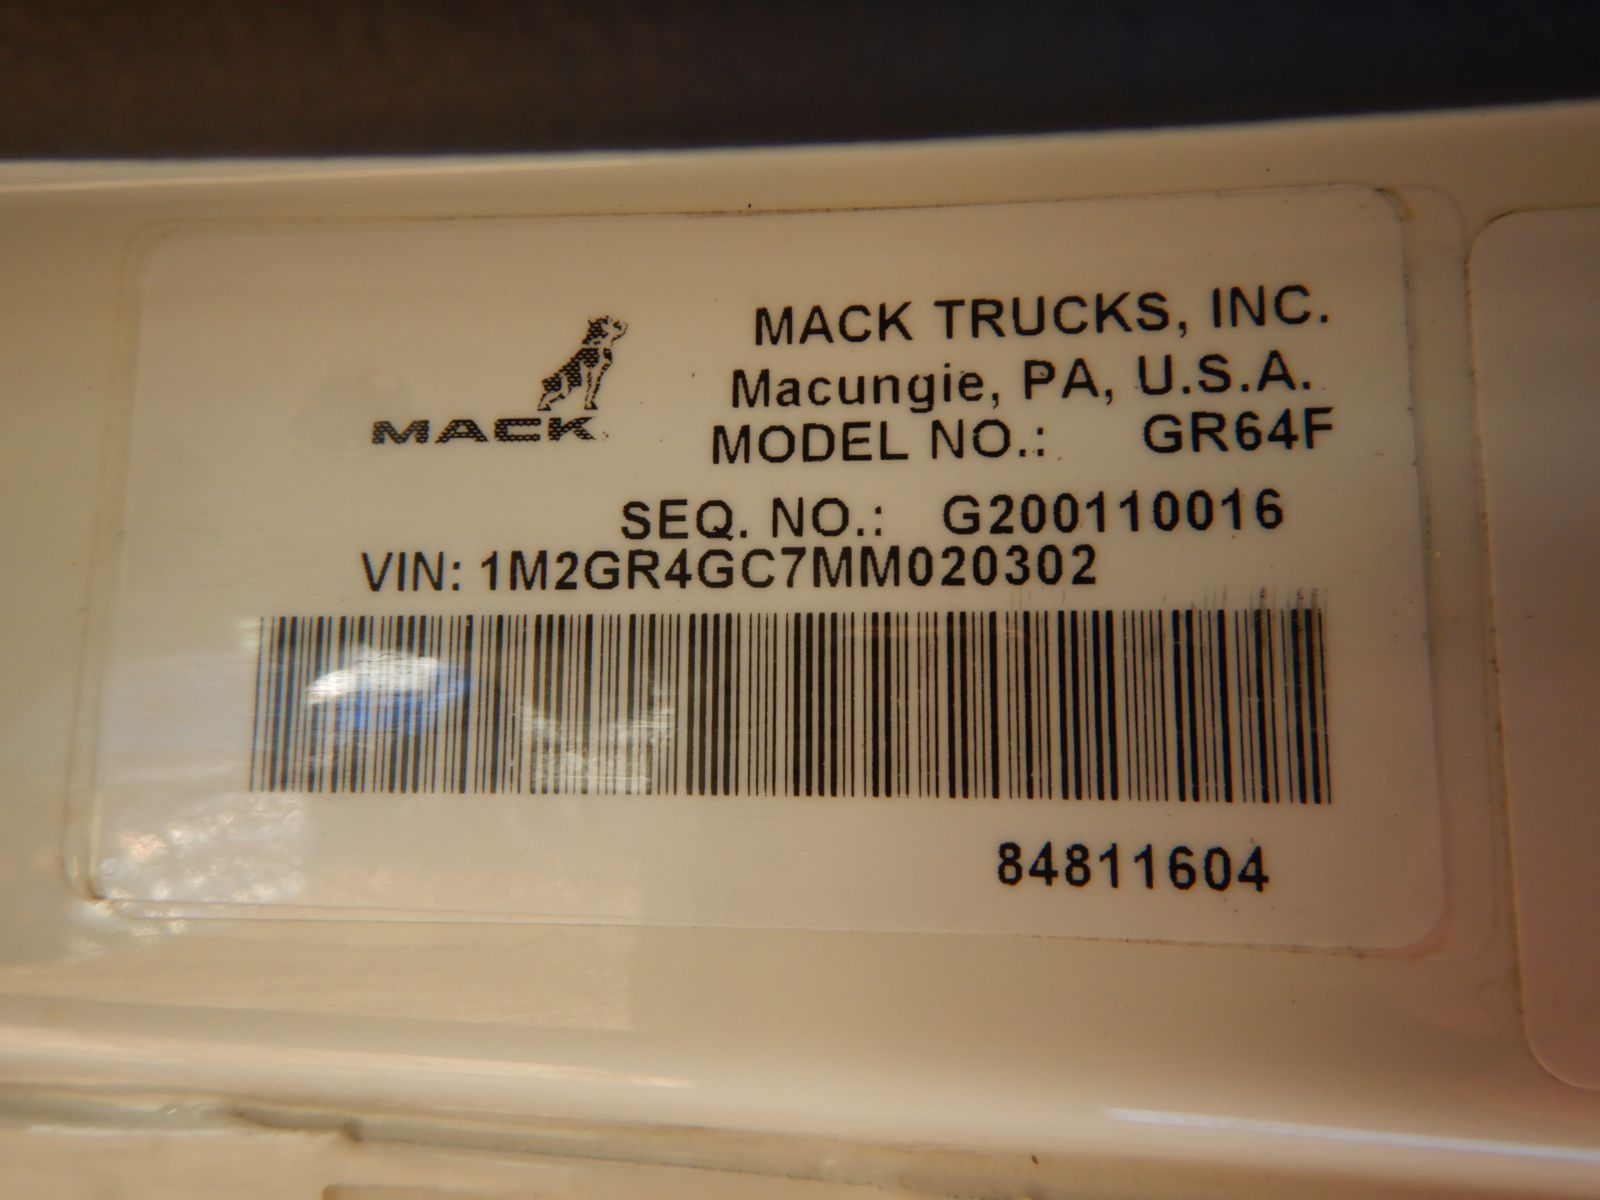 MACK
MACK TRUCKS, INC.
Macungie, PA, U.S.A.
MODEL NO.: GR64F
SEQ. NO.: G200110016
VIN: 1M2GR4GC7MM020302
84811604